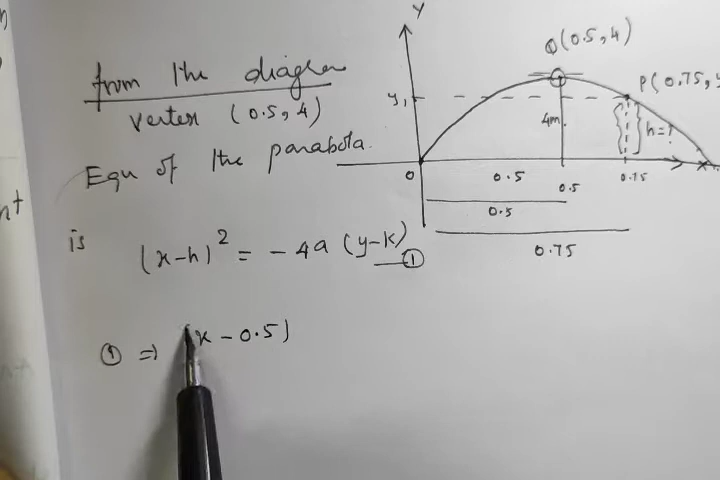 from the diagram
vertex (0.5, 4)
Equ of the parabola.
is (x-h)² = -4a (y-k) ①
① ⇒ (x - 0.5)
Y
Q(0.5, 4)
P(0.75, y
y₁
4m.
h=?
0
0.5
0.5
0.75
0.5
0.75
x